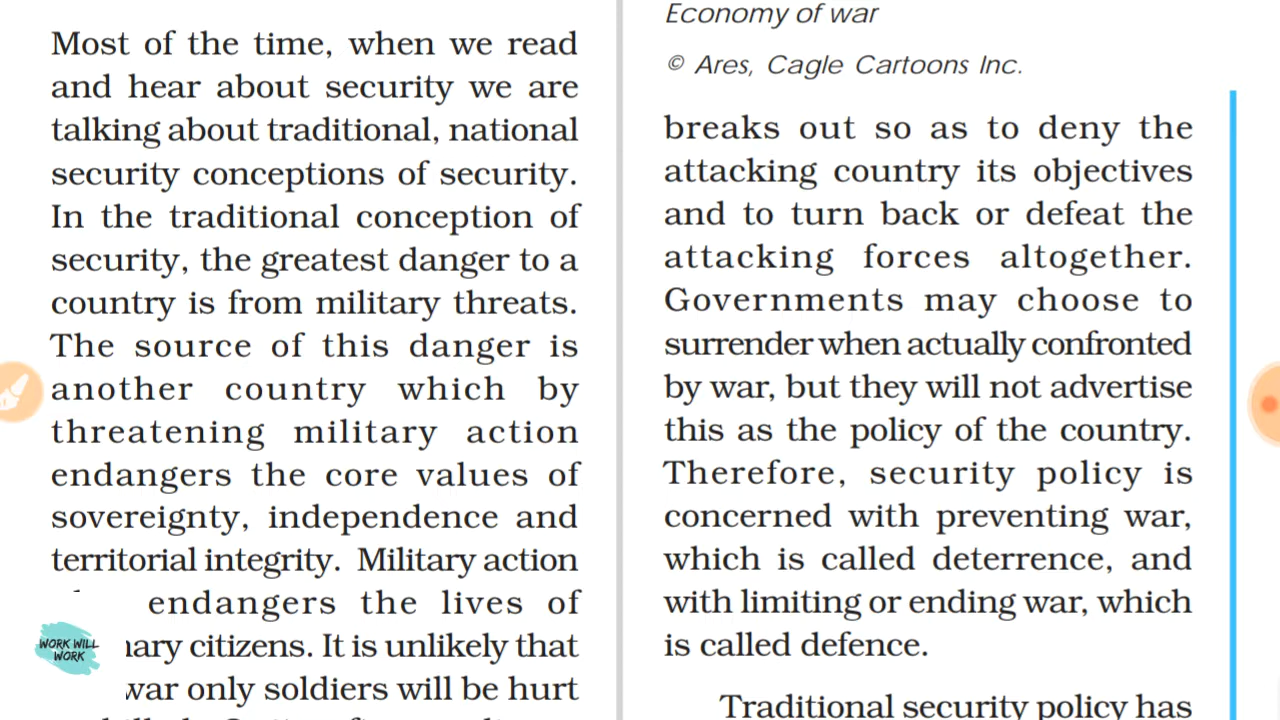 Most of the time, when we read
and hear about security we are
talking about traditional, national
security conceptions of security.
In the traditional conception of
security, the greatest danger to a
country is from military threats.
The source of this danger is
another country which by
threatening military action
endangers the core values of
sovereignty, independence and
territorial integrity. Military action
endangers the lives of
citizens. It is unlikely that
war only soldiers will be hurt
WORK WILL
WORK
Economy of war
© Ares, Cagle Cartoons Inc.
breaks out so as to deny the
attacking country its objectives
and to turn back or defeat the
attacking forces altogether.
Governments may choose to
surrender when actually confronted
by war, but they will not advertise
this as the policy of the country.
Therefore, security policy is
concerned with preventing war,
which is called deterrence, and
with limiting or ending war, which
is called defence.
Traditional security policy has